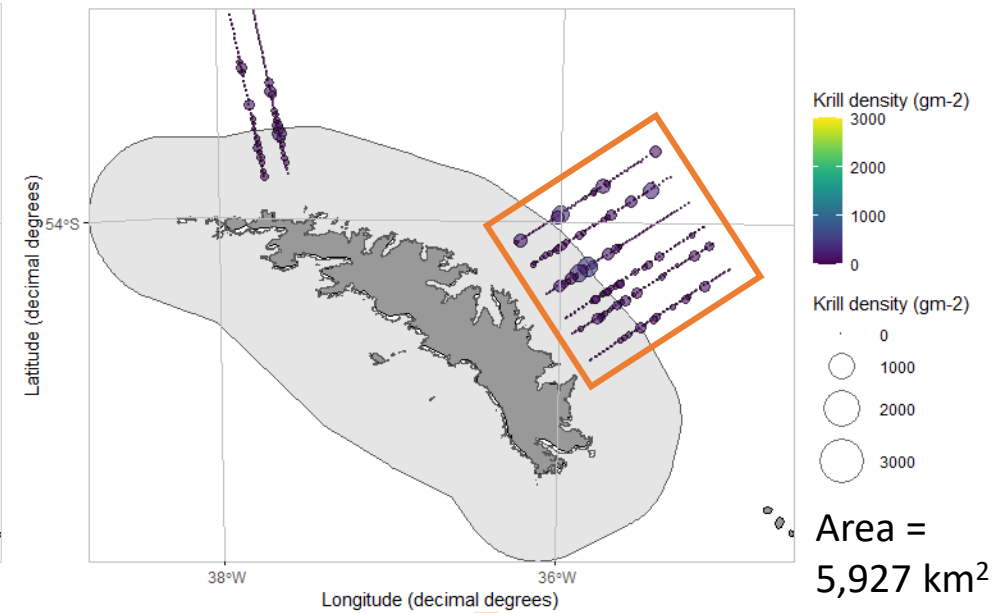 Krill density (gm-2)
3000
2000
1000
0
Krill density (gm-2)
0
1000
2000
3000
Area =
5,927 km²
54°S
Latitude (decimal degrees)
38°W
36°W
Longitude (decimal degrees)